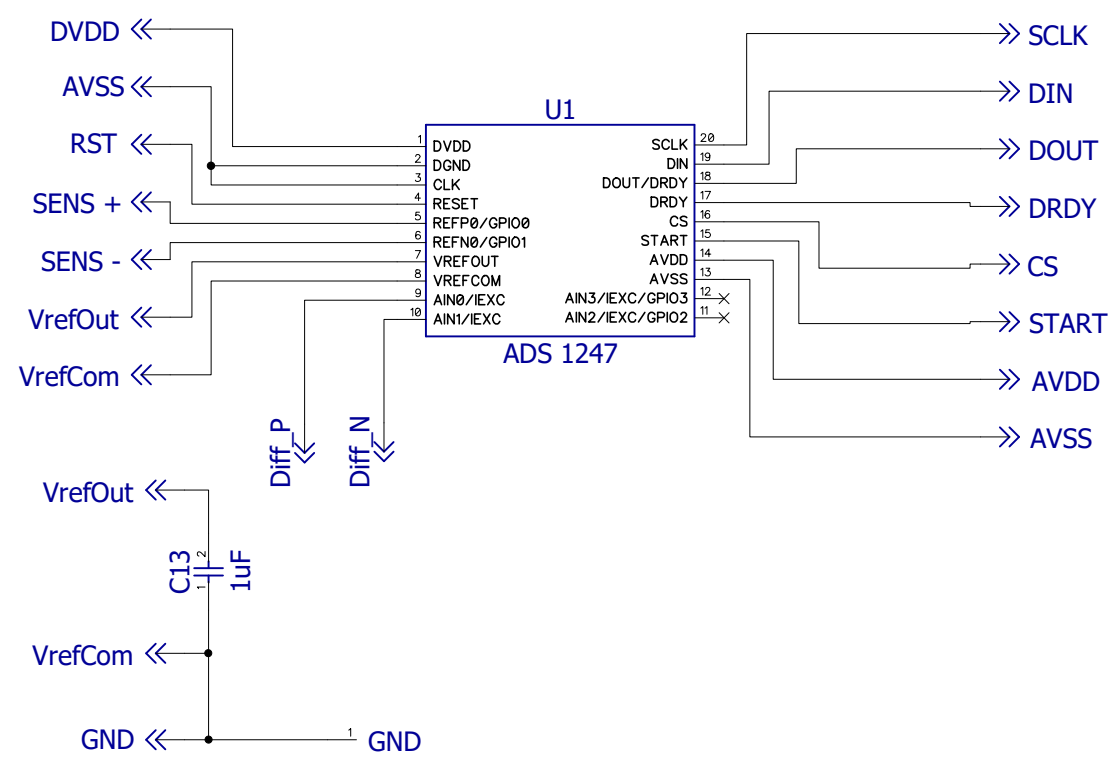 DVDD
AVSS
RST
SENS +
SENS -
VrefOut
VrefCom
U1
1 DVDD
2 DGND
3 CLK
4 RESET
5 REFP0/GPIO0
6 REFN0/GPIO1
7 VREFOUT
8 VREFCOM
9 AIN0/IEXC
10 AIN1/IEXC
SCLK 20
DIN 19
DOUT/DRDY 18
DRDY 17
CS 16
START 15
AVDD 14
AVSS 13
AIN3/IEXC/GPIO3 12
AIN2/IEXC/GPIO2 11
ADS 1247
SCLK
DIN
DOUT
DRDY
CS
START
AVDD
AVSS
Diff_P
Diff_N
VrefOut
C13
2
1
1uF
VrefCom
GND
1
GND